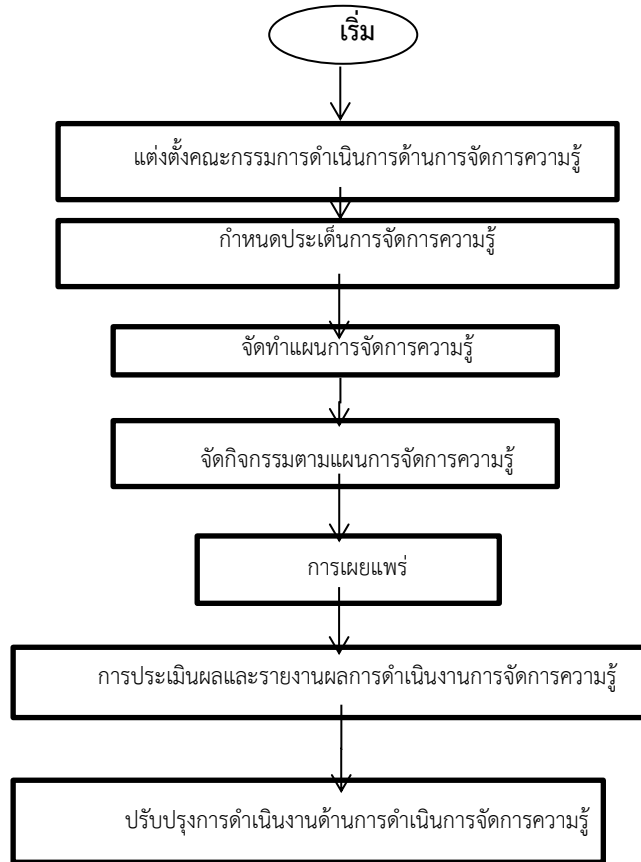 เริ่ม
แต่งตั้งคณะกรรมการดำเนินการด้านการจัดการความรู้
กำหนดประเด็นการจัดการความรู้
จัดทำแผนการจัดการความรู้
จัดกิจกรรมตามแผนการจัดการความรู้
การเผยแพร่
การประเมินผลและรายงานผลการดำเนินงานการจัดการความรู้
ปรับปรุงการดำเนินงานด้านการดำเนินการจัดการความรู้